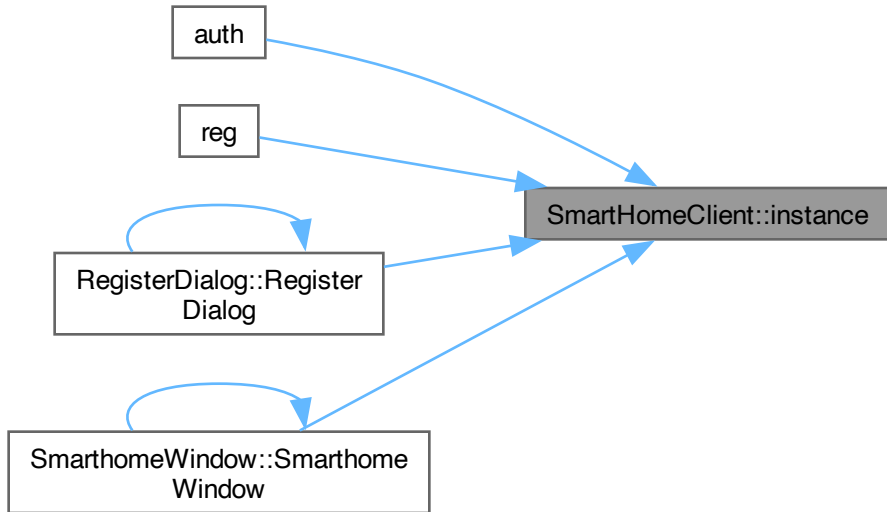 auth
reg
SmartHomeClient::instance
RegisterDialog::Register
Dialog
SmarthomeWindow::Smarthome
Window